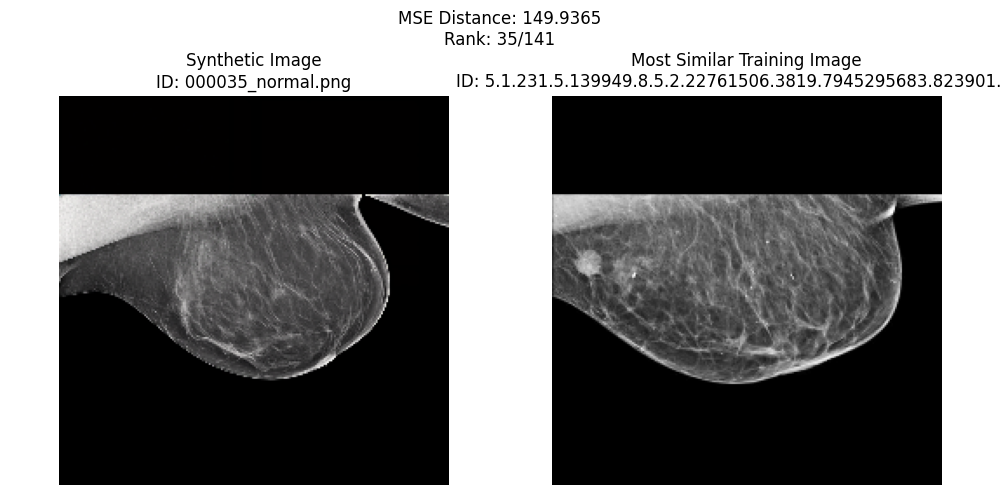 MSE Distance: 149.9365
Rank: 35/141
Synthetic Image
ID: 000035_normal.png
Most Similar Training Image
ID: 5.1.231.5.139949.8.5.2.22761506.3819.7945295683.823901.